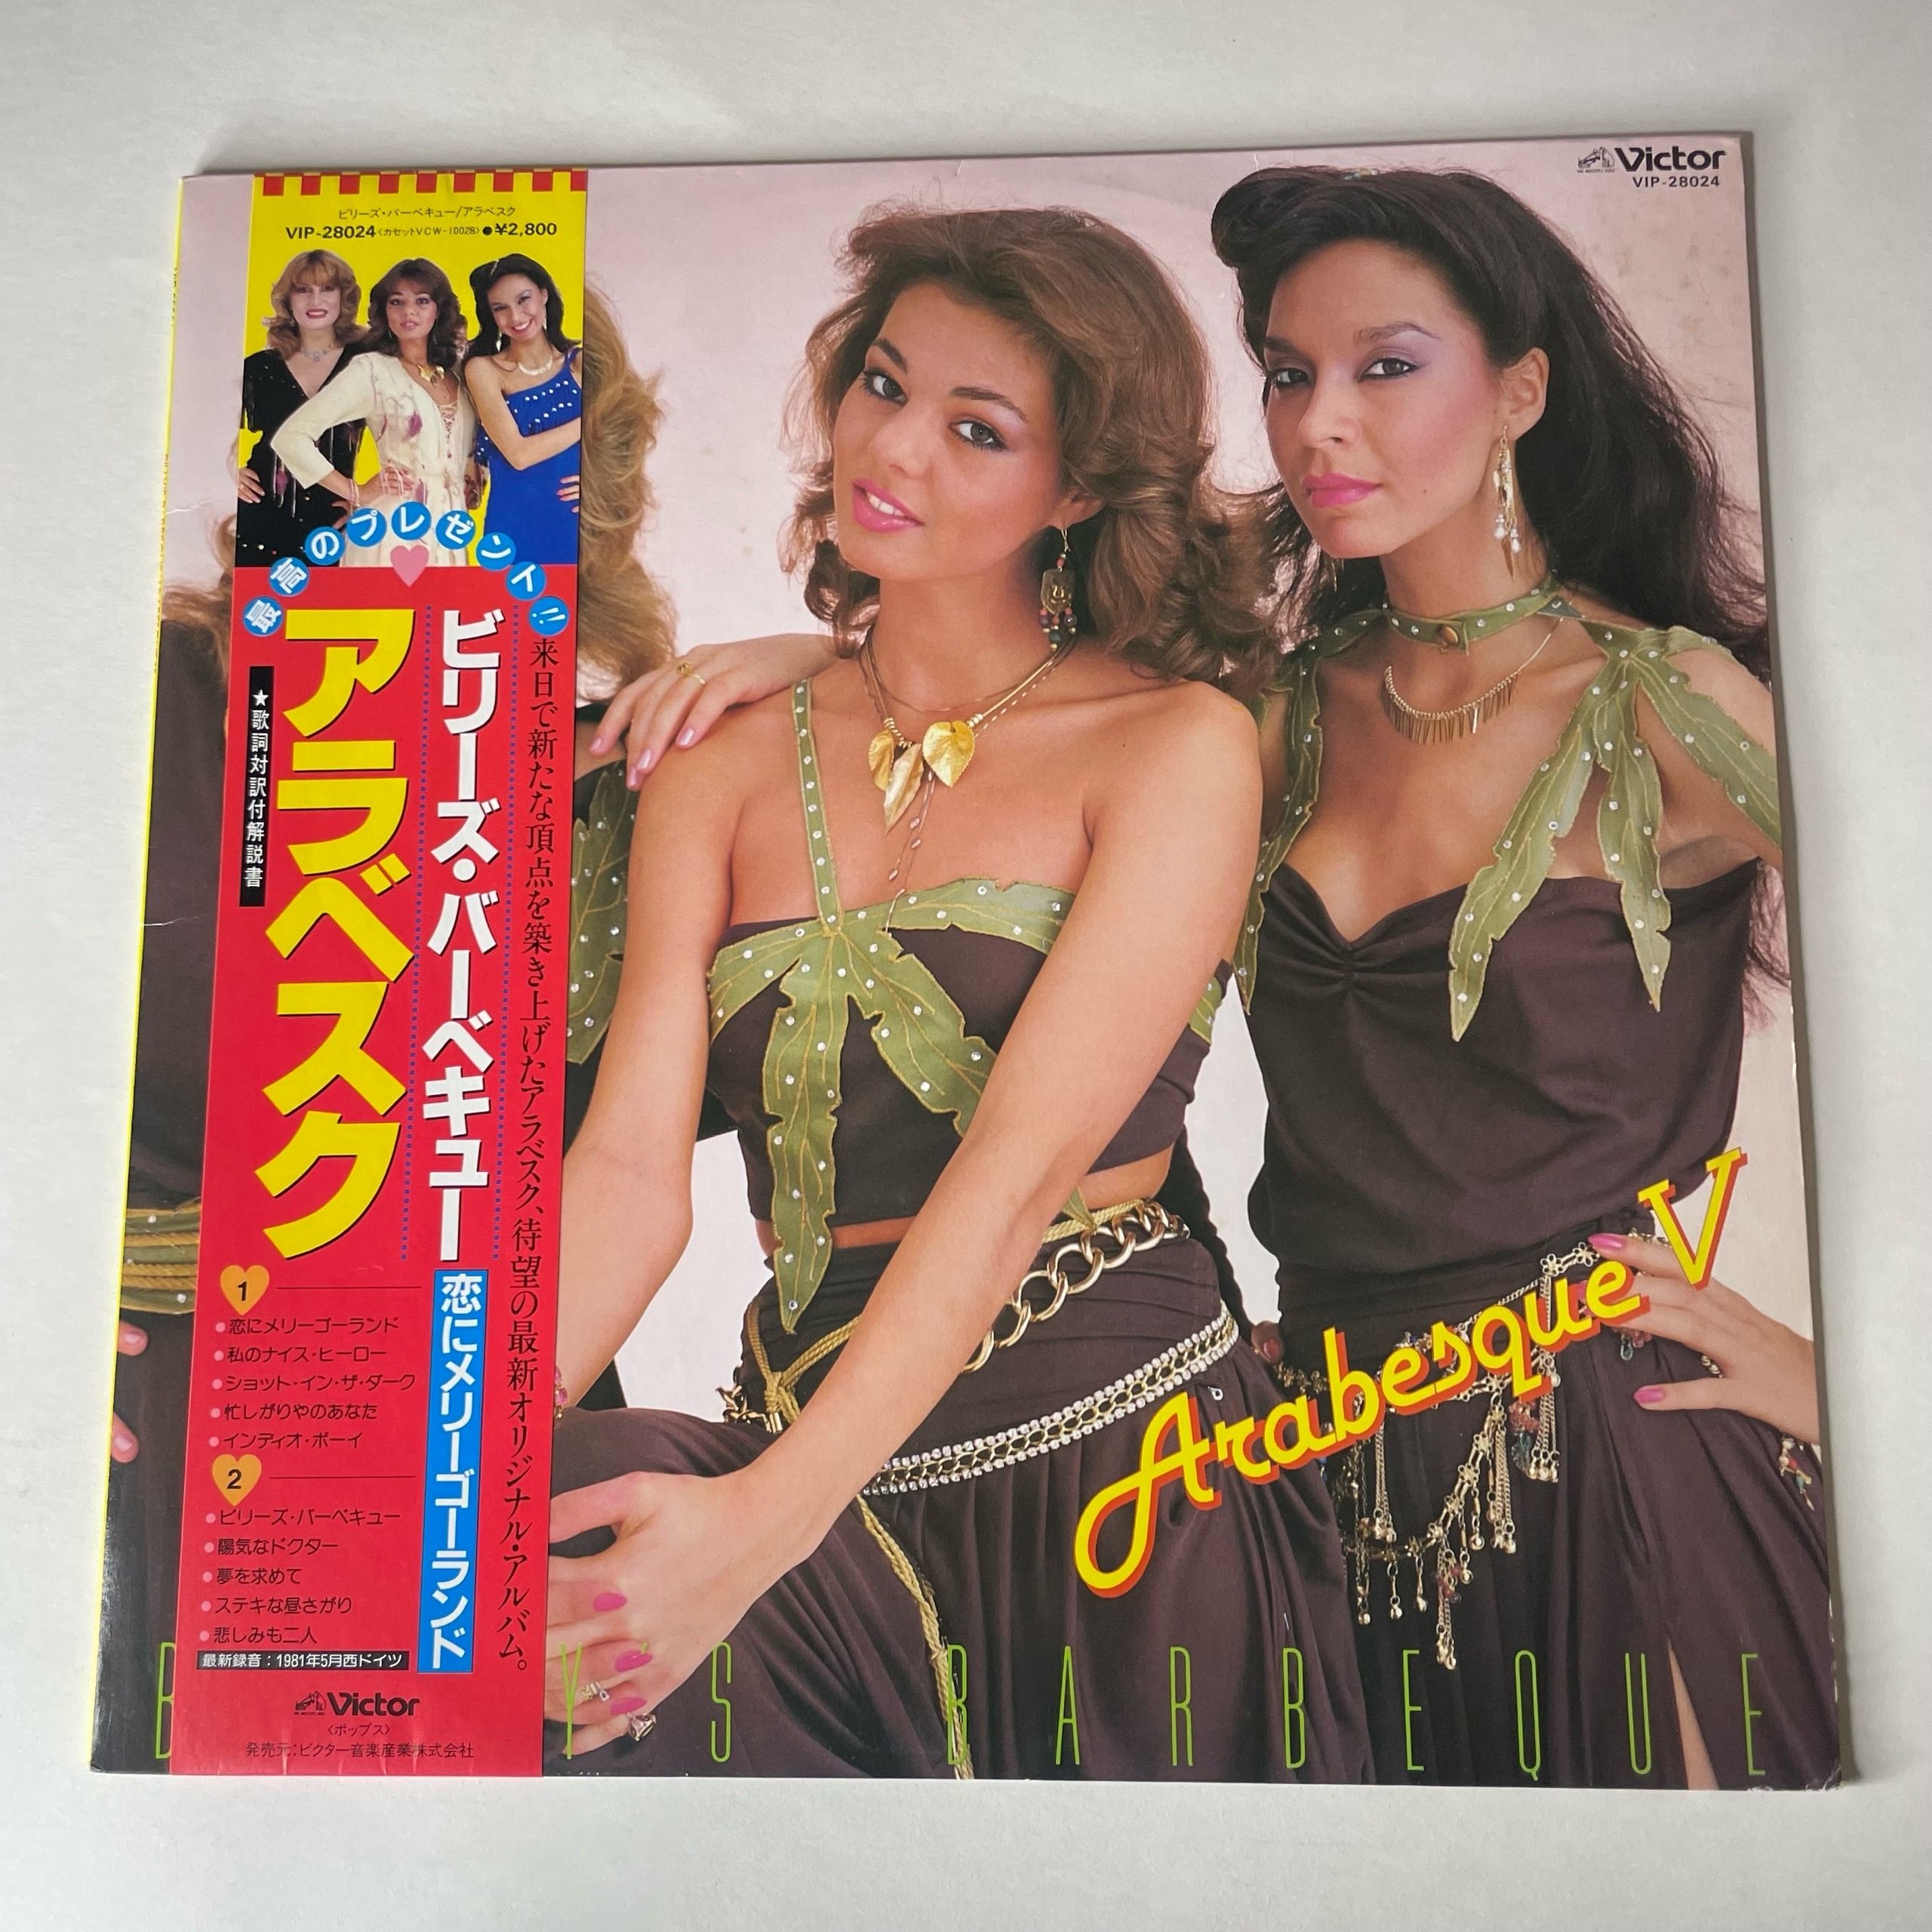 Victor
VIP-28024
ビリーズ・バーベキュー/アラベスク
VIP-28024〈カセットVCW-10028〉●¥2,800
最高のプレゼント!!
来日で新たな頂点を築き上げたアラベスク、待望の最新オリジナル・アルバム。
ビリーズ・バーベキュー
恋にメリーゴーランド
アラベスク
★歌詞対訳付解説書
1
●恋にメリーゴーランド
●私のナイス・ヒーロー
●ショット・イン・ザ・ダーク
●忙しがりやのあなた
●インディオ・ボーイ
2
●ビリーズ・バーベキュー
●陽気なドクター
●夢を求めて
●ステキな昼さがり
●悲しみも二人
最新録音：1981年5月西ドイツ
Victor
〈ポップス〉
発売元：ビクター音楽産業株式会社
Arabesque V
B Y'S BARBEQUE